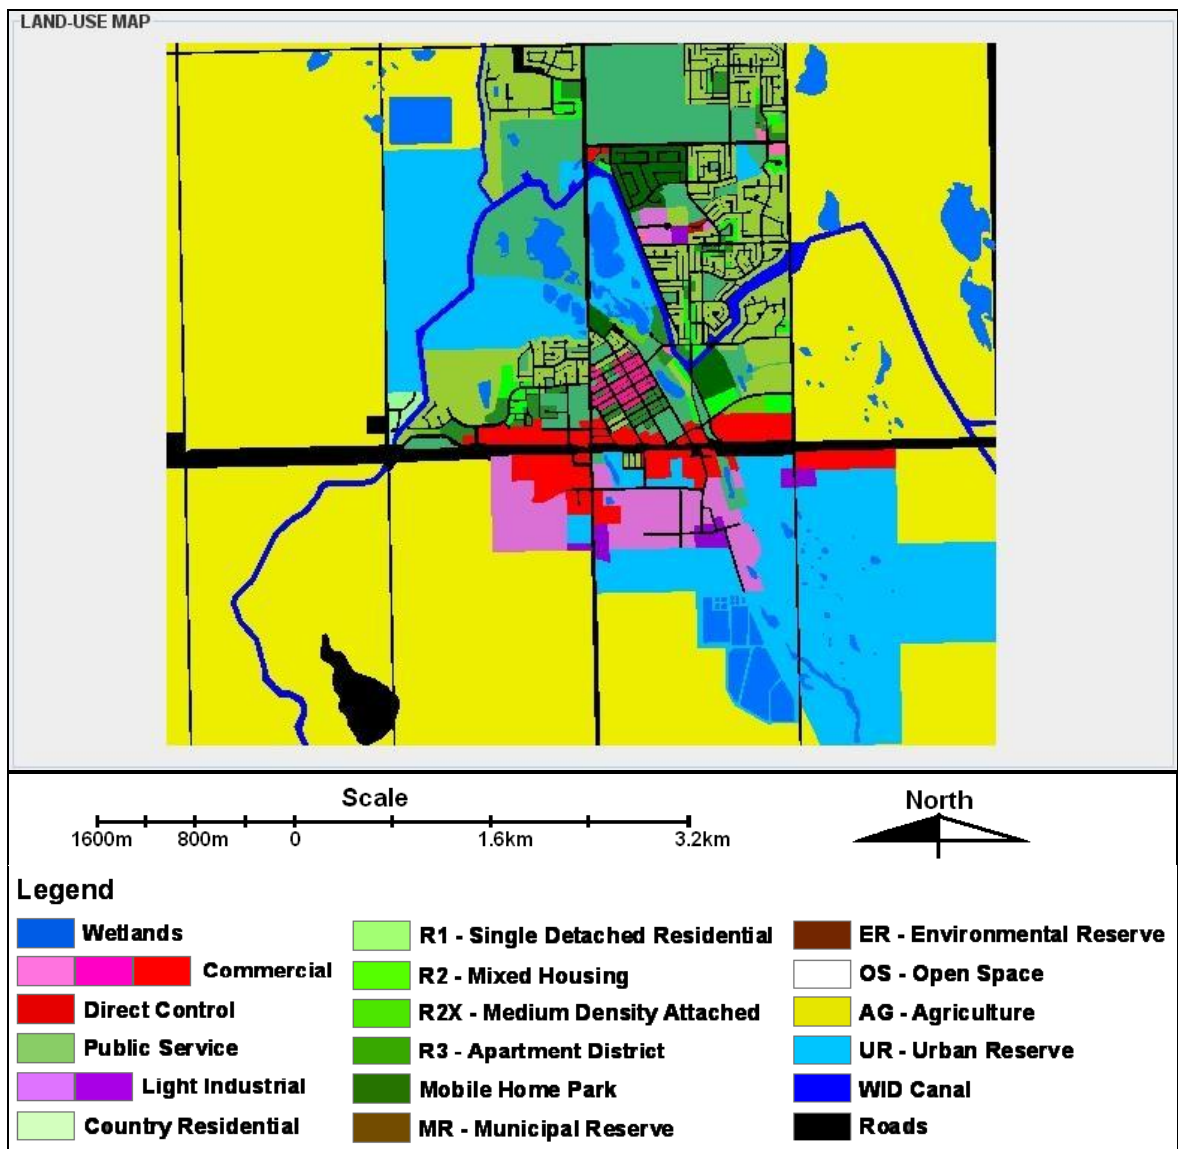 LAND-USE MAP
Scale
North
1600m 800m 0 1.6km 3.2km
Legend
Wetlands
Commercial
Direct Control
Public Service
Light Industrial
Country Residential
R1 - Single Detached Residential
R2 - Mixed Housing
R2X - Medium Density Attached
R3 - Apartment District
Mobile Home Park
MR - Municipal Reserve
ER - Environmental Reserve
OS - Open Space
AG - Agriculture
UR - Urban Reserve
WID Canal
Roads